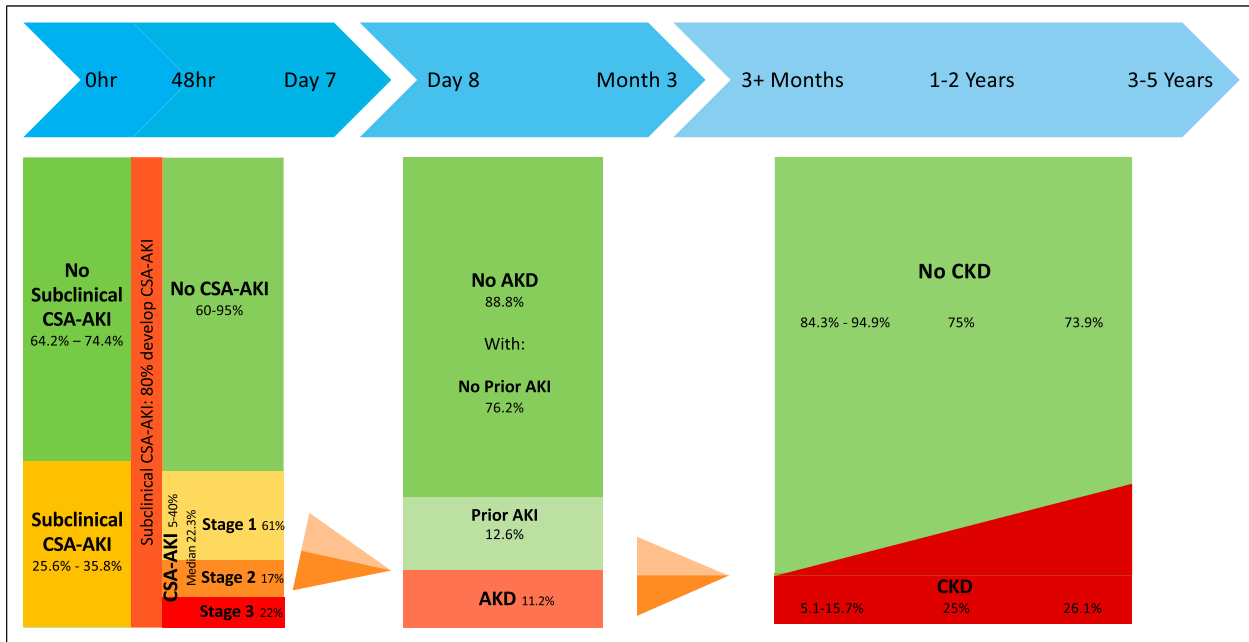 0hr
48hr
Day 7
Day 8
Month 3
3+ Months
1-2 Years
3-5 Years
No
Subclinical
CSA-AKI
64.2% – 74.4%
Subclinical
CSA-AKI
25.6% - 35.8%
Subclinical CSA-AKI: 80% develop CSA-AKI
No CSA-AKI
60-95%
CSA-AKI 5-40%
Median 22.3%
Stage 1 61%
Stage 2 17%
Stage 3 22%
No AKD
88.8%
With:
No Prior AKI
76.2%
Prior AKI
12.6%
AKD 11.2%
No CKD
84.3% - 94.9%
75%
73.9%
CKD
5.1-15.7%
25%
26.1%